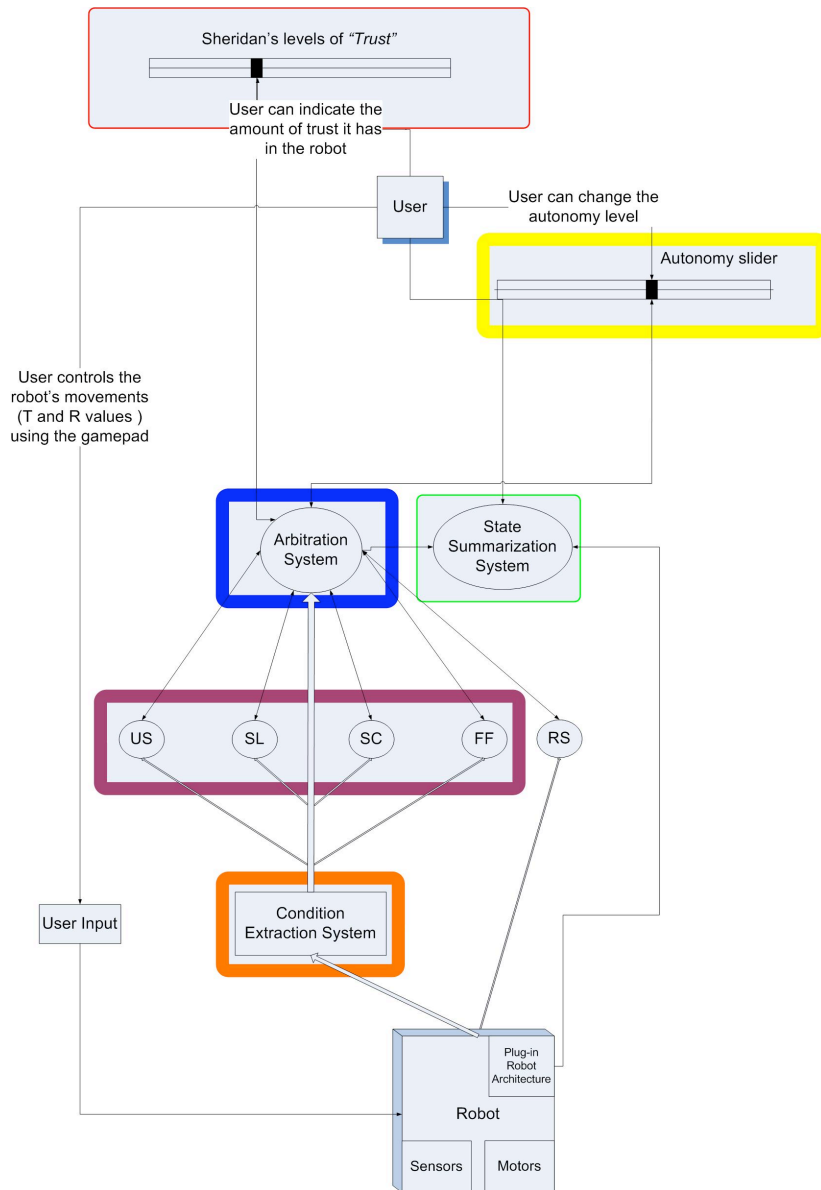 Sheridan's levels of "Trust"
User can indicate the
amount of trust it has
in the robot
User
User can change the
autonomy level
Autonomy slider
User controls the
robot's movements
(T and R values )
using the gamepad
Arbitration
System
State
Summarization
System
US
SL
SC
FF
RS
User Input
Condition
Extraction System
Plug-in
Robot
Architecture
Robot
Sensors
Motors